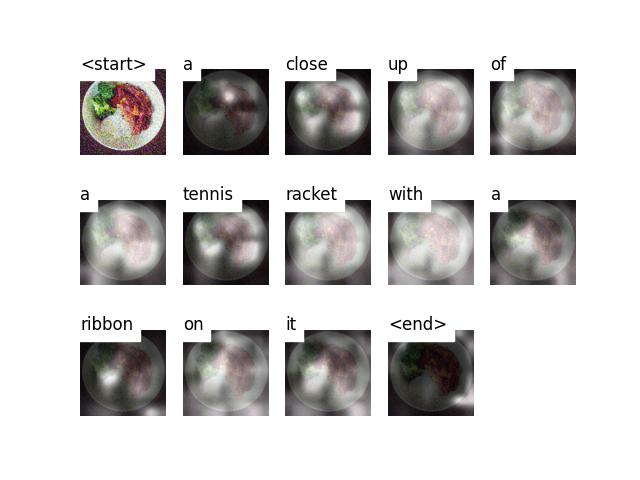 <start> a close up of
a tennis racket with a
ribbon on it <end>